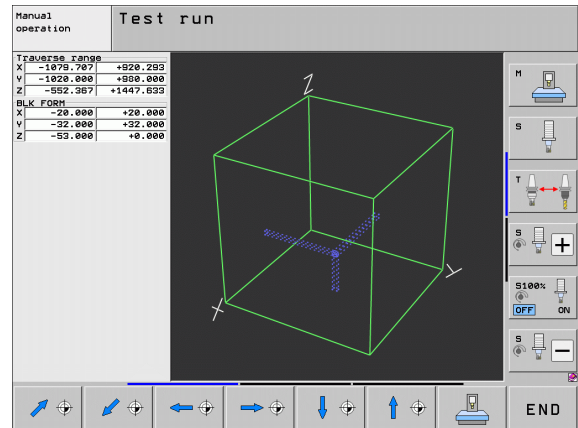 Manual
operation
Test run
Traverse range
X -1079.707 +920.293
Y -1020.000 +980.000
Z -552.367 +1447.633
BLK FORM
X -20.000 +20.000
Y -32.000 +32.000
Z -53.000 +0.000
Z
X
Y
M
S
T
S
+
S100%
OFF ON
S
−
END